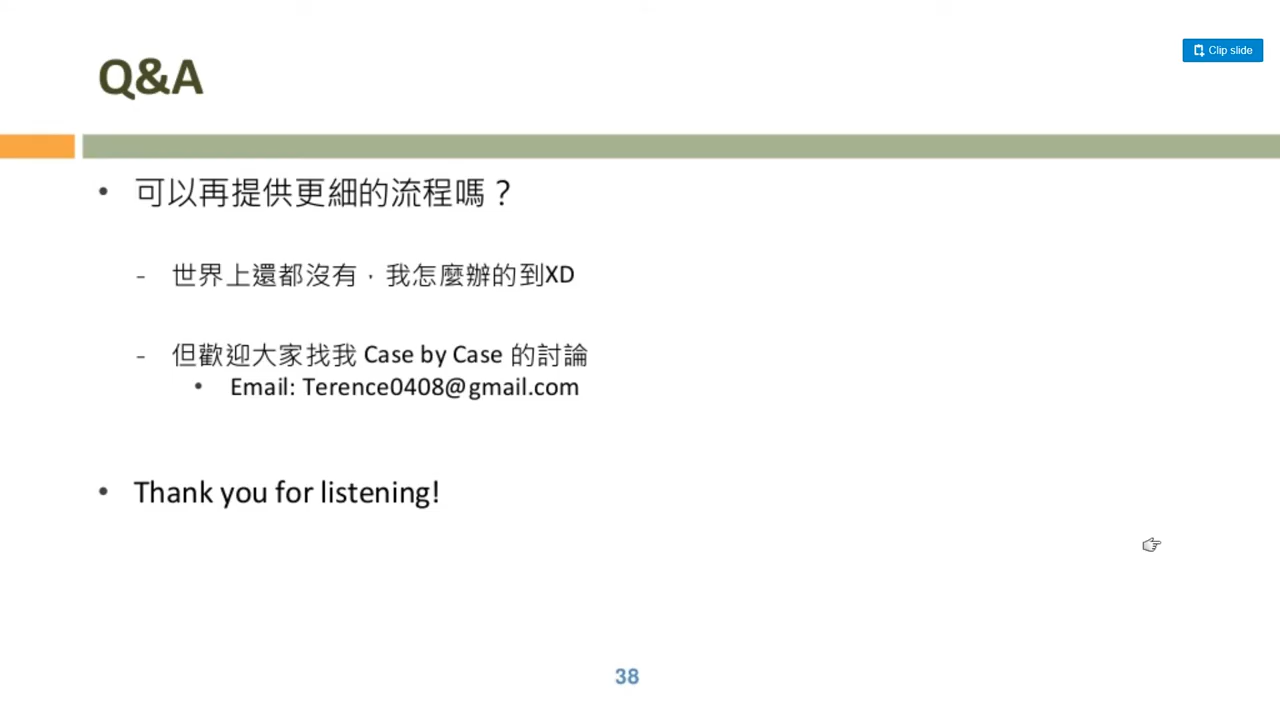 Clip slide
Q&A
• 可以再提供更細的流程嗎？
- 世界上還都沒有，我怎麼辦的到XD
- 但歡迎大家找我 Case by Case 的討論
• Email: Terence0408@gmail.com
• Thank you for listening!
38